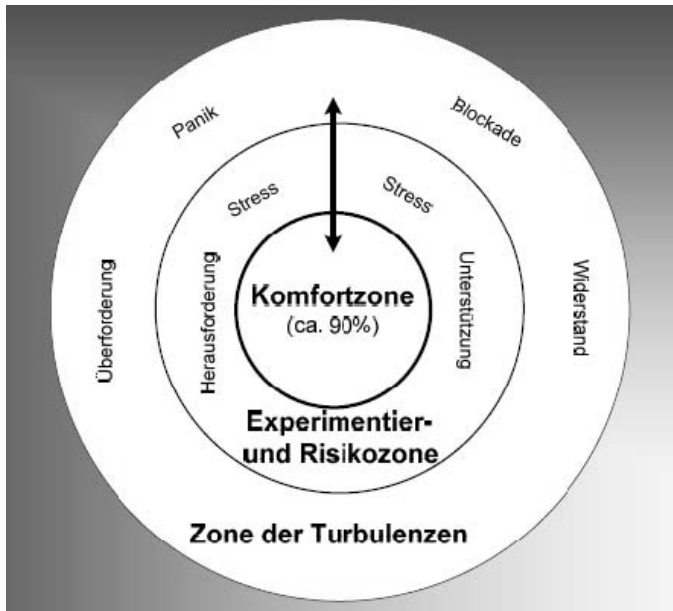 Panik
Blockade
Stress
Stress
Überforderung
Herausforderung
Komfortzone
(ca. 90%)
Unterstützung
Widerstand
Experimentier-
und Risikozone
Zone der Turbulenzen